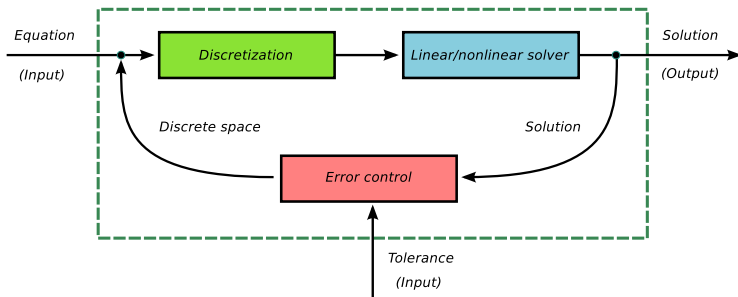 Equation
(Input)
Discretization
Linear/nonlinear solver
Solution
(Output)
Discrete space
Solution
Error control
Tolerance
(Input)